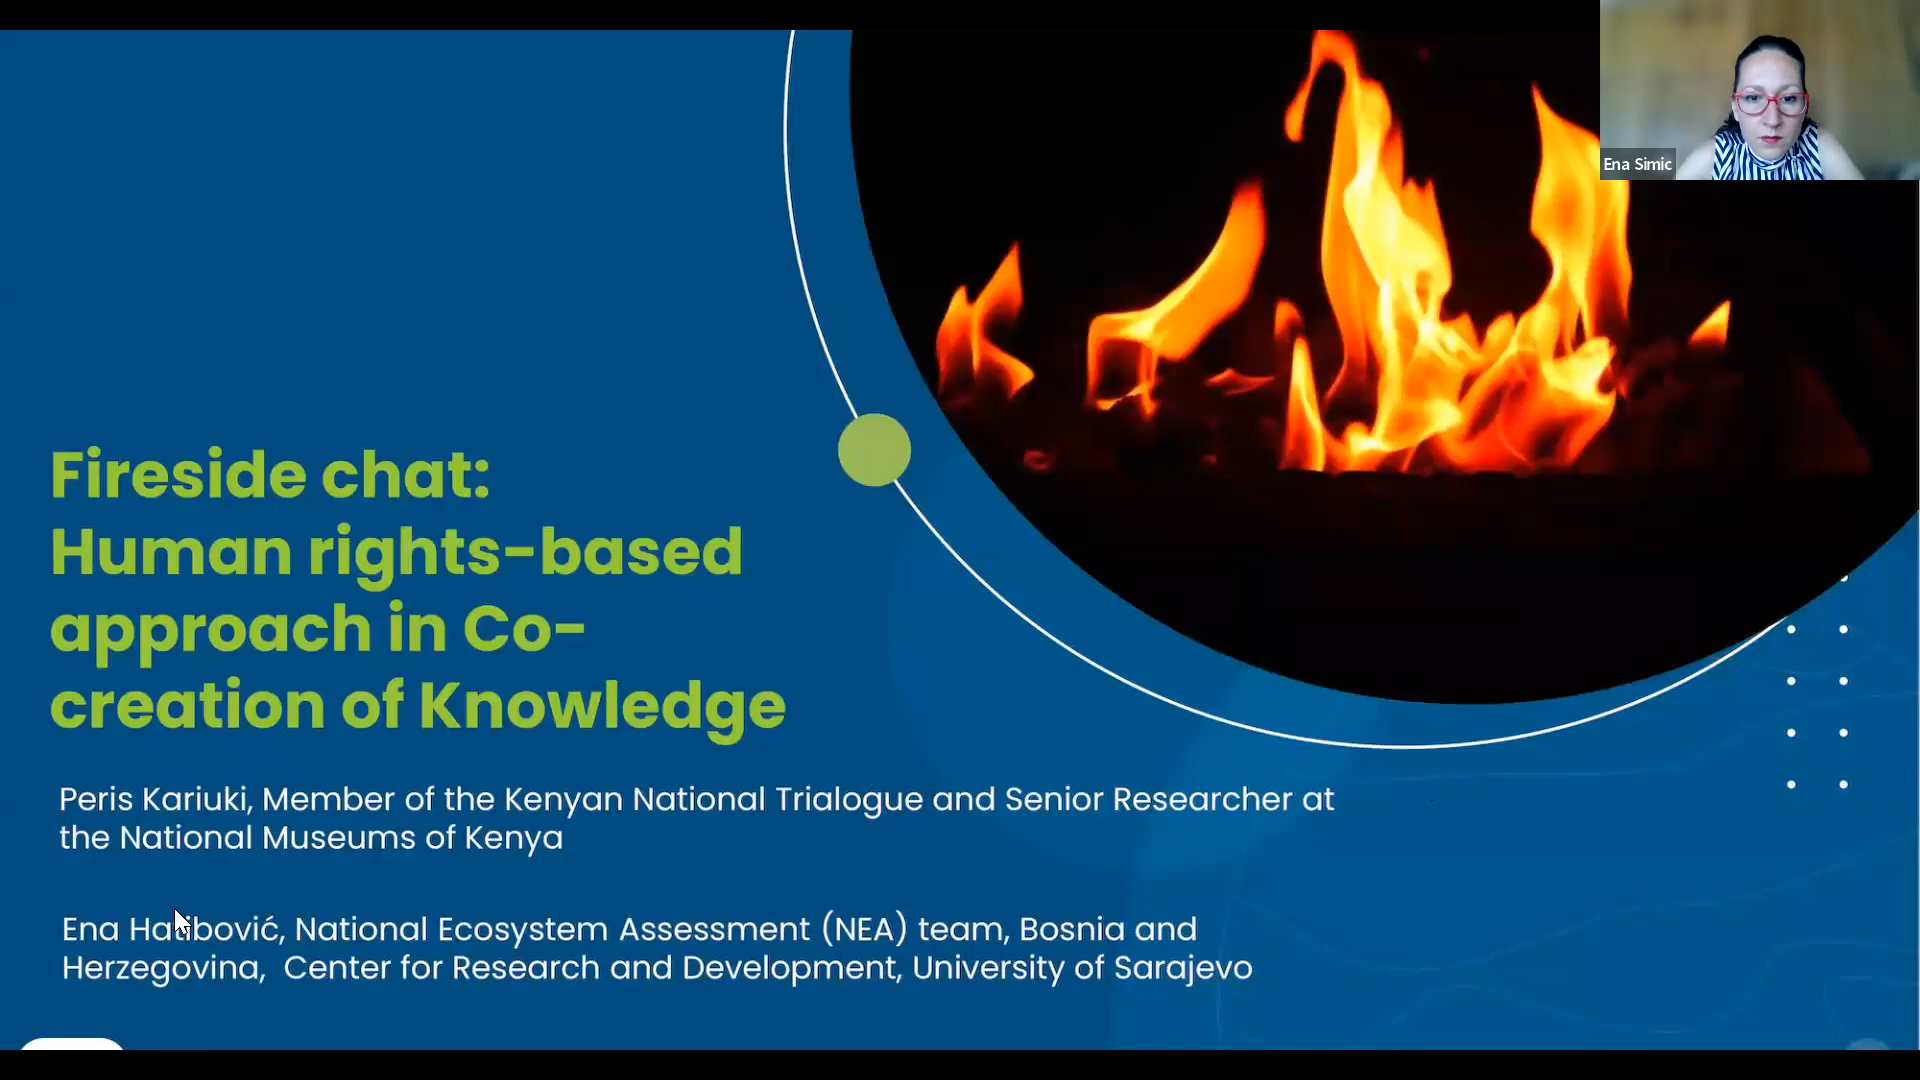 Ena Simic
Fireside chat:
Human rights-based
approach in Co-
creation of Knowledge
Peris Kariuki, Member of the Kenyan National Trialogue and Senior Researcher at
the National Museums of Kenya
Ena Hatibović, National Ecosystem Assessment (NEA) team, Bosnia and
Herzegovina, Center for Research and Development, University of Sarajevo